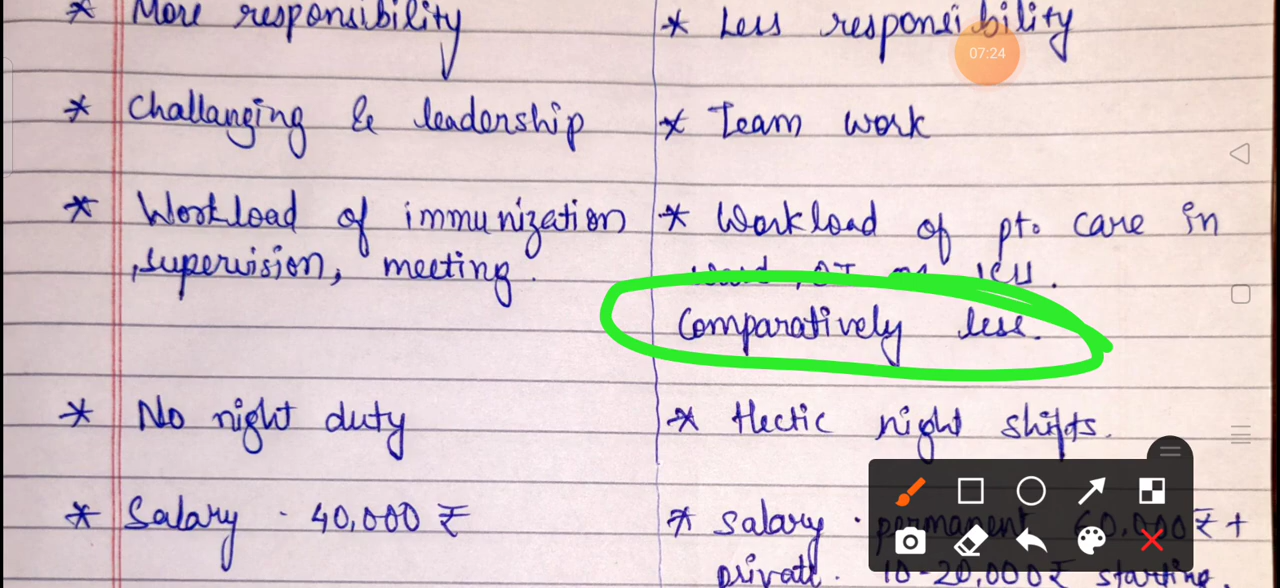 * More responsibility
* Less responsibility
07:24
* Challanging & leadership
* Team work
* Workload of immunization
, supervision, meeting.
* Workload of pt. care in
ICU.
Comparatively less.
* No night duty
* Hectic night shifts.
* Salary . 40,000 ₹
* Salary . permanent 60,000 ₹ +
privatt. 10-20,000 ₹ starting.